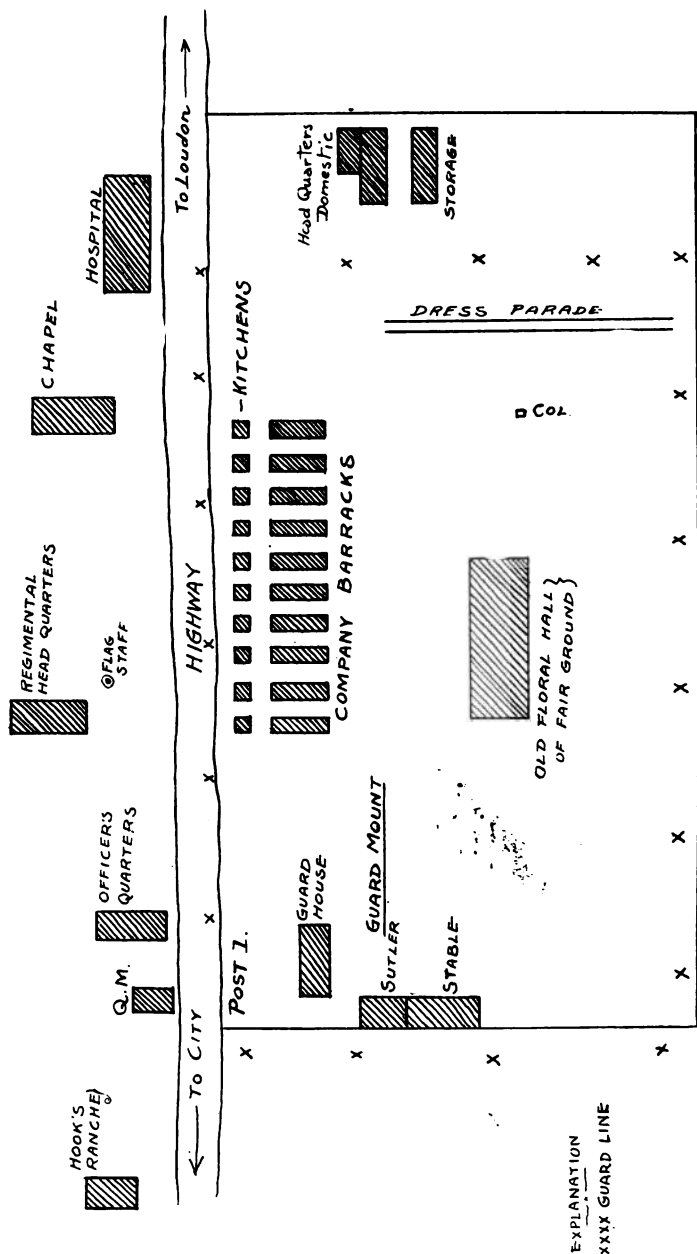 HOOK'S
RANCHE
Q.M.
OFFICER'S
QUARTERS
REGIMENTAL
HEAD QUARTERS
FLAG
STAFF
CHAPEL
HOSPITAL
← To CITY
HIGHWAY
To Loudon →
POST 1.
GUARD
HOUSE
-KITCHENS
COMPANY BARRACKS
Head Quarters
Domestic
STORAGE
GUARD MOUNT
SUTLER
STABLE
DRESS PARADE
COL.
OLD FLORAL HALL
OF FAIR GROUND
EXPLANATION
XXXX GUARD LINE